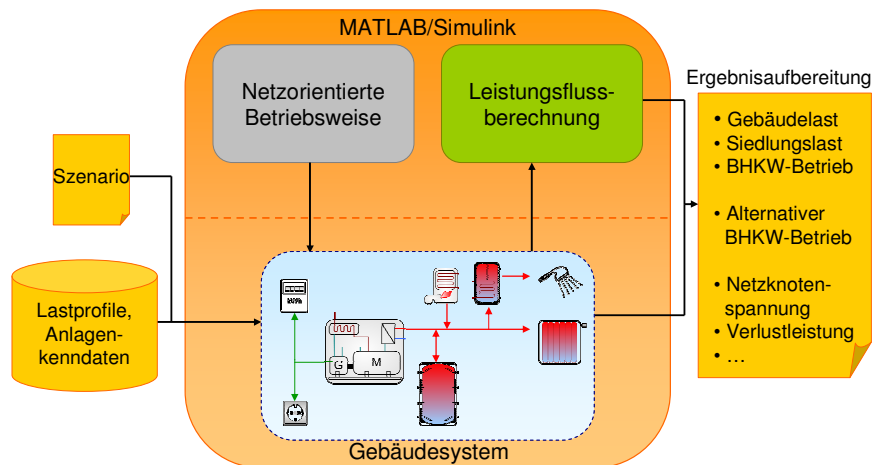 MATLAB/Simulink
Netzorientierte
Betriebsweise
Leistungsfluss-
berechnung
Szenario
Lastprofile,
Anlagen-
kenndaten
G
M
Gebäudesystem
Ergebnisaufbereitung
• Gebäudelast
• Siedlungslast
• BHKW-Betrieb
• Alternativer
BHKW-Betrieb
• Netzknoten-
spannung
• Verlustleistung
• ...